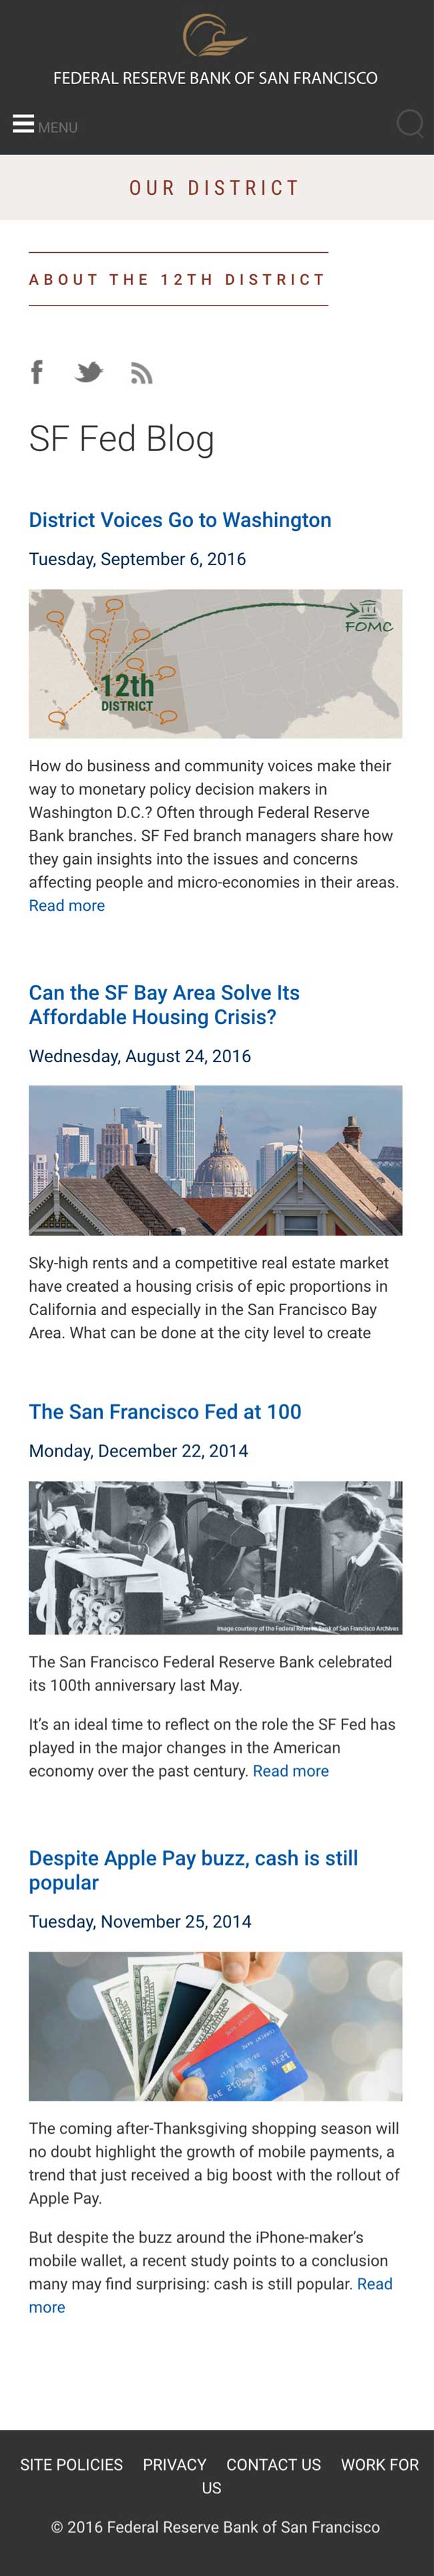 FEDERAL RESERVE BANK OF SAN FRANCISCO
MENU
OUR DISTRICT
ABOUT THE 12TH DISTRICT
SF Fed Blog
District Voices Go to Washington
Tuesday, September 6, 2016
FOMC
12th
DISTRICT
How do business and community voices make their
way to monetary policy decision makers in
Washington D.C.? Often through Federal Reserve
Bank branches. SF Fed branch managers share how
they gain insights into the issues and concerns
affecting people and micro-economies in their areas.
Read more
Can the SF Bay Area Solve Its
Affordable Housing Crisis?
Wednesday, August 24, 2016
Sky-high rents and a competitive real estate market
have created a housing crisis of epic proportions in
California and especially in the San Francisco Bay
Area. What can be done at the city level to create
The San Francisco Fed at 100
Monday, December 22, 2014
Image courtesy of the Federal Reserve Bank of San Francisco Archives
The San Francisco Federal Reserve Bank celebrated
its 100th anniversary last May.
It’s an ideal time to reflect on the role the SF Fed has
played in the major changes in the American
economy over the past century. Read more
Despite Apple Pay buzz, cash is still
popular
Tuesday, November 25, 2014
The coming after-Thanksgiving shopping season will
no doubt highlight the growth of mobile payments, a
trend that just received a big boost with the rollout of
Apple Pay.
But despite the buzz around the iPhone-maker’s
mobile wallet, a recent study points to a conclusion
many may find surprising: cash is still popular. Read
more
SITE POLICIES PRIVACY CONTACT US WORK FOR
US
© 2016 Federal Reserve Bank of San Francisco